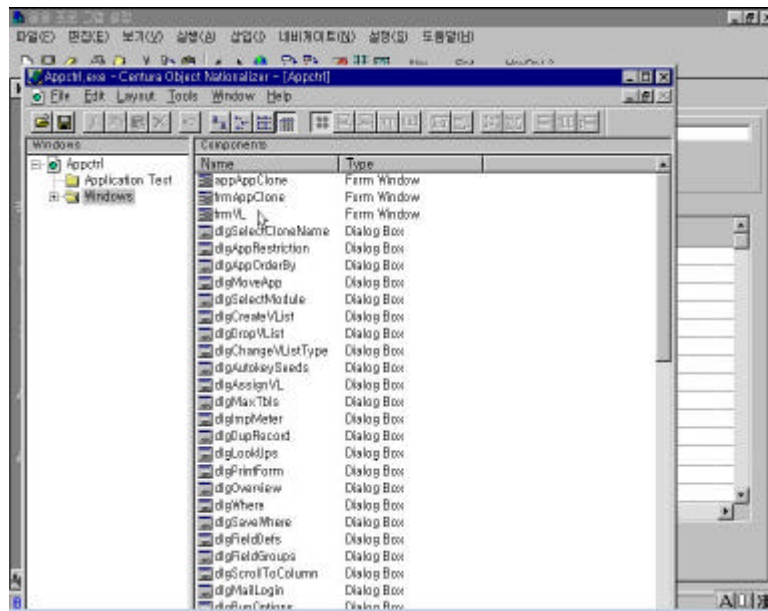 파일(F) 편집(E) 보기(V) 실행(A) 삽입(I) 네비게이트(N) 설정(S) 도움말(H)
Appctrl.exe - Centura Object Nationalizer - [Appctrl]
File Edit Layout Tools Window Help
Windows
Components
Appctrl
Application Text
Windows
Name Type
appAppClone Form Window
frmAppClone Form Window
frmVL Form Window
dlgSelectCloneName Dialog Box
dlgAppRestriction Dialog Box
dlgAppOrderBy Dialog Box
dlgMoveApp Dialog Box
dlgSelectModule Dialog Box
dlgCreateVList Dialog Box
dlgDropVList Dialog Box
dlgChangeVListType Dialog Box
dlgAutokeySeeds Dialog Box
dlgAssignVL Dialog Box
dlgMaxTbls Dialog Box
dlgImpMeter Dialog Box
dlgDupRecord Dialog Box
dlgLookUps Dialog Box
dlgPrintForm Dialog Box
dlgOverview Dialog Box
dlgWhere Dialog Box
dlgSaveWhere Dialog Box
dlgFieldDefs Dialog Box
dlgFieldGroups Dialog Box
dlgScrollToColumn Dialog Box
dlgMailLogin Dialog Box
dlgRunOptions Dialog Box